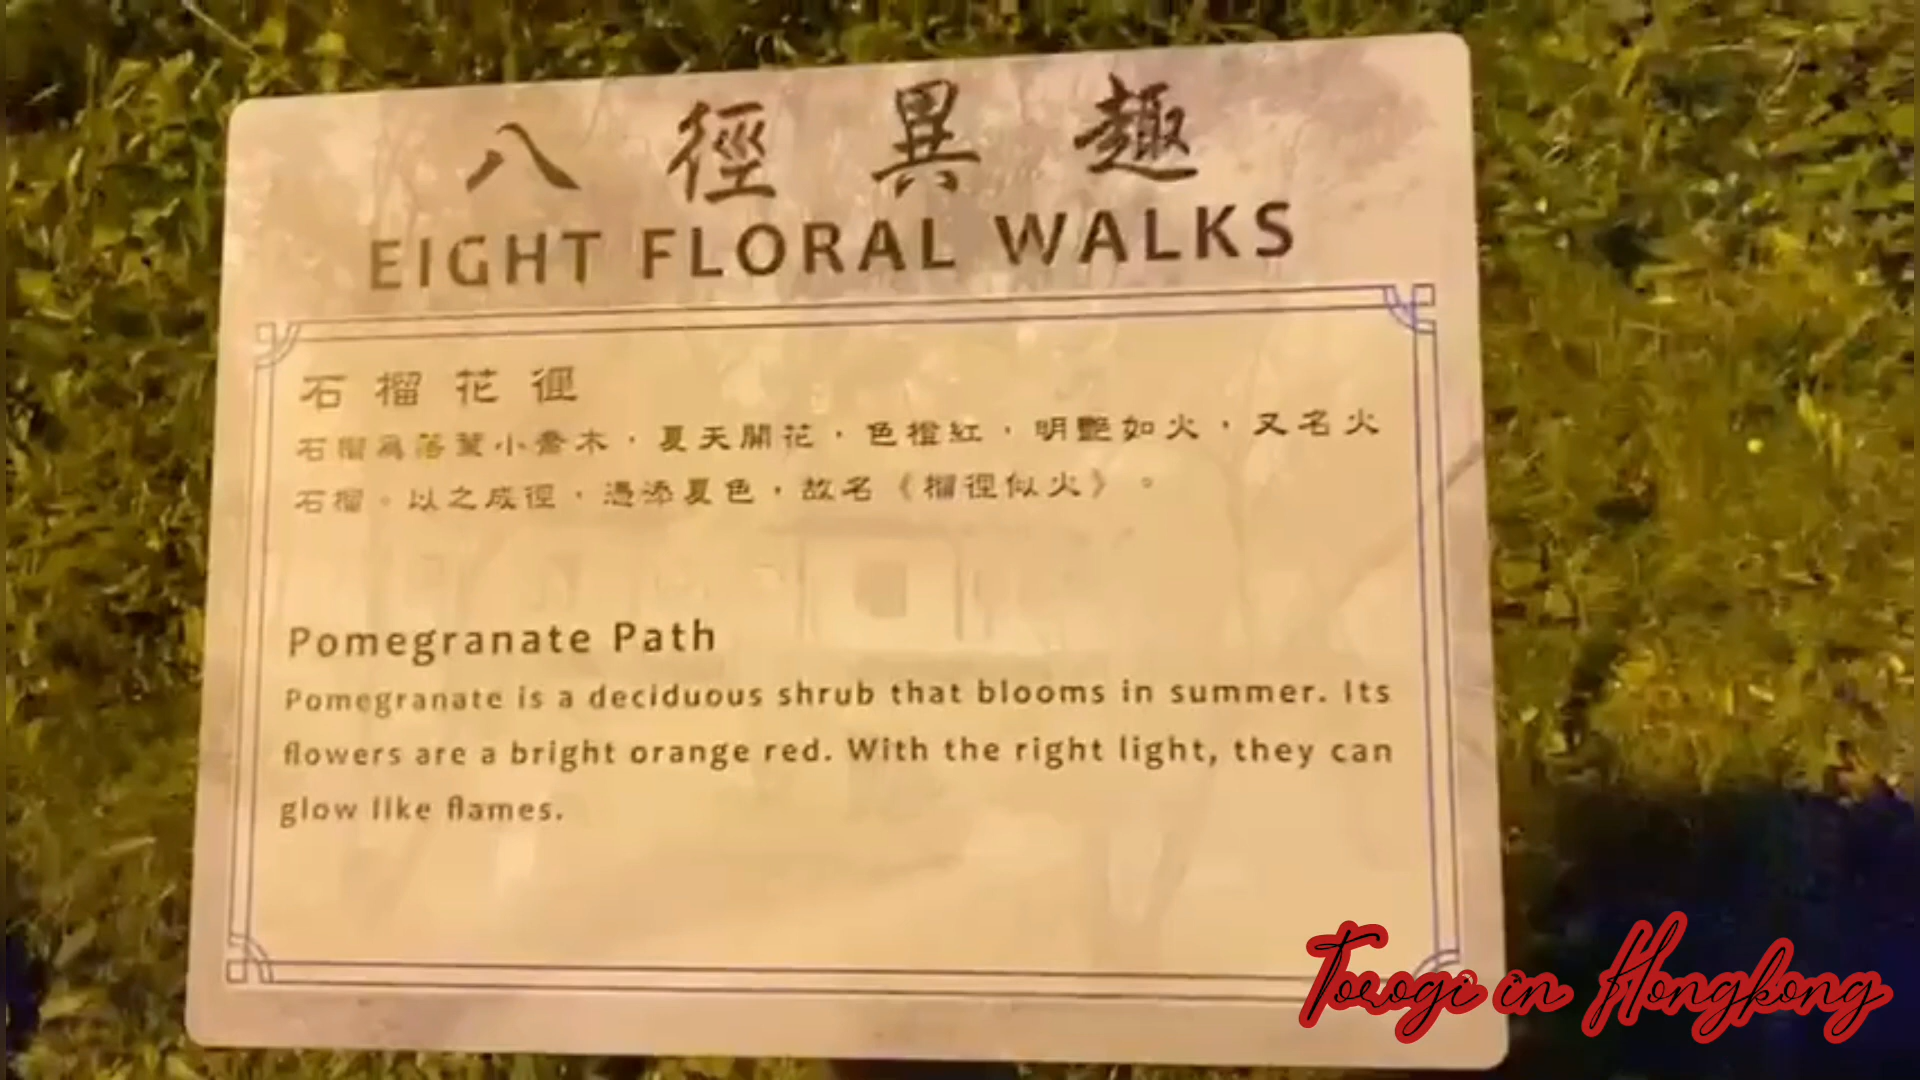 八徑異趣
EIGHT FLORAL WALKS
石榴花徑
石榴爲落葉小喬木，夏天開花，色橙紅，明艷如火，又名火
石榴。以之成徑，憑添夏色，故名《榴徑似火》。
Pomegranate Path
Pomegranate is a deciduous shrub that blooms in summer. Its
flowers are a bright orange red. With the right light, they can
glow like flames.
Torogi in Hongkong